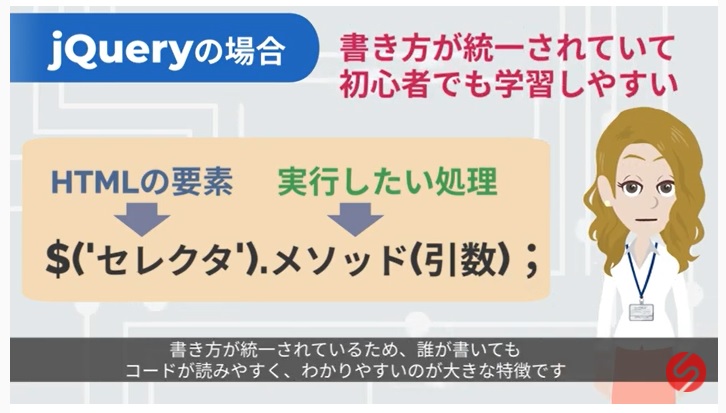 jQueryの場合
書き方が統一されていて
初心者でも学習しやすい
HTMLの要素 実行したい処理
$('セレクタ').メソッド(引数) ;
書き方が統一されているため、誰が書いても
コードが読みやすく、わかりやすいのが大きな特徴です